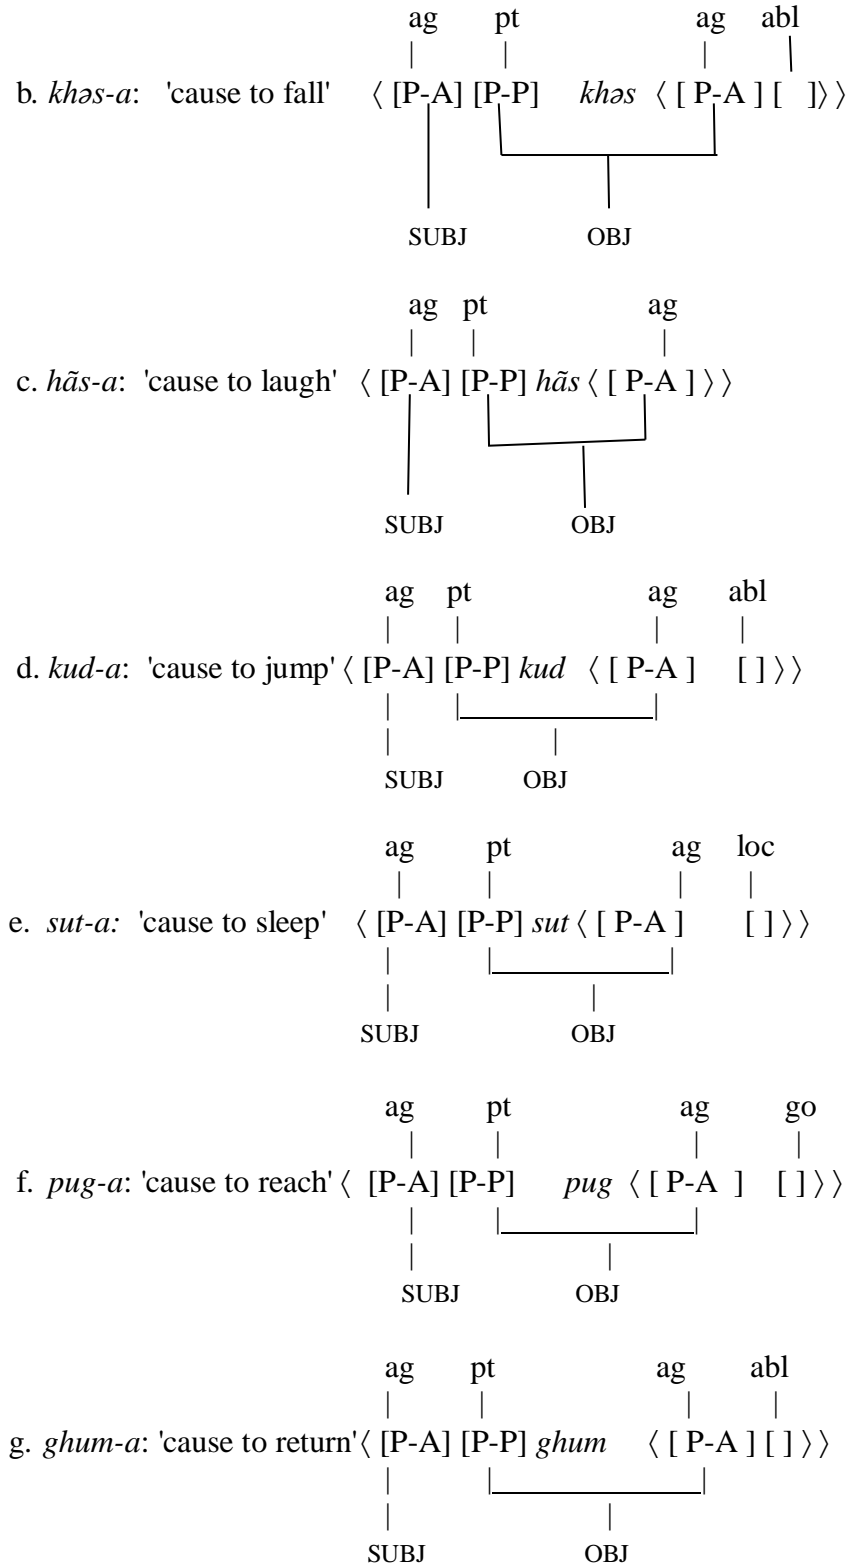 ag pt ag abl
b. khəs-a: 'cause to fall' ⟨ [P-A] [P-P] khəs ⟨ [ P-A ] [ ]⟩ ⟩
SUBJ OBJ
ag pt ag
c. hãs-a: 'cause to laugh' ⟨ [P-A] [P-P] hãs ⟨ [ P-A ] ⟩ ⟩
SUBJ OBJ
ag pt ag abl
d. kud-a: 'cause to jump' ⟨ [P-A] [P-P] kud ⟨ [ P-A ] [ ] ⟩ ⟩
SUBJ OBJ
ag pt ag loc
e. sut-a: 'cause to sleep' ⟨ [P-A] [P-P] sut ⟨ [ P-A ] [ ] ⟩ ⟩
SUBJ OBJ
ag pt ag go
f. pug-a: 'cause to reach' ⟨ [P-A] [P-P] pug ⟨ [ P-A ] [ ] ⟩ ⟩
SUBJ OBJ
ag pt ag abl
g. ghum-a: 'cause to return' ⟨ [P-A] [P-P] ghum ⟨ [ P-A ] [ ] ⟩ ⟩
SUBJ OBJ